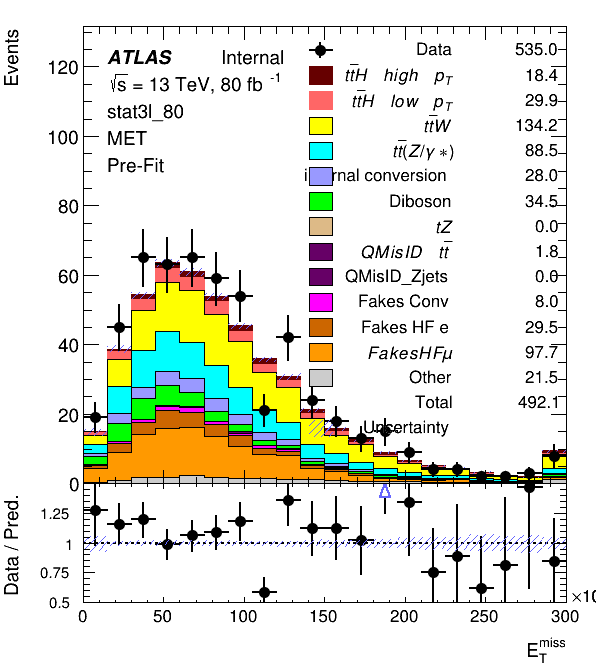 Events
ATLAS Internal
√s = 13 TeV, 80 fb -1
stat3l_80
MET
Pre-Fit
Data 535.0
tt̄H high pT 18.4
tt̄H low pT 29.9
tt̄W 134.2
tt̄(Z/γ*) 88.5
conversion 28.0
Diboson 34.5
tZ 0.0
QMisID tt̄ 1.8
QMisID_Zjets 0.0
Fakes Conv 8.0
Fakes HF e 29.5
FakesHFμ 97.7
Other 21.5
Total 492.1
Uncertainty
120
100
80
60
40
20
0
Data / Pred.
1.25
1
0.75
0.5
0 50 100 150 200 250 300
×10
E_T^miss